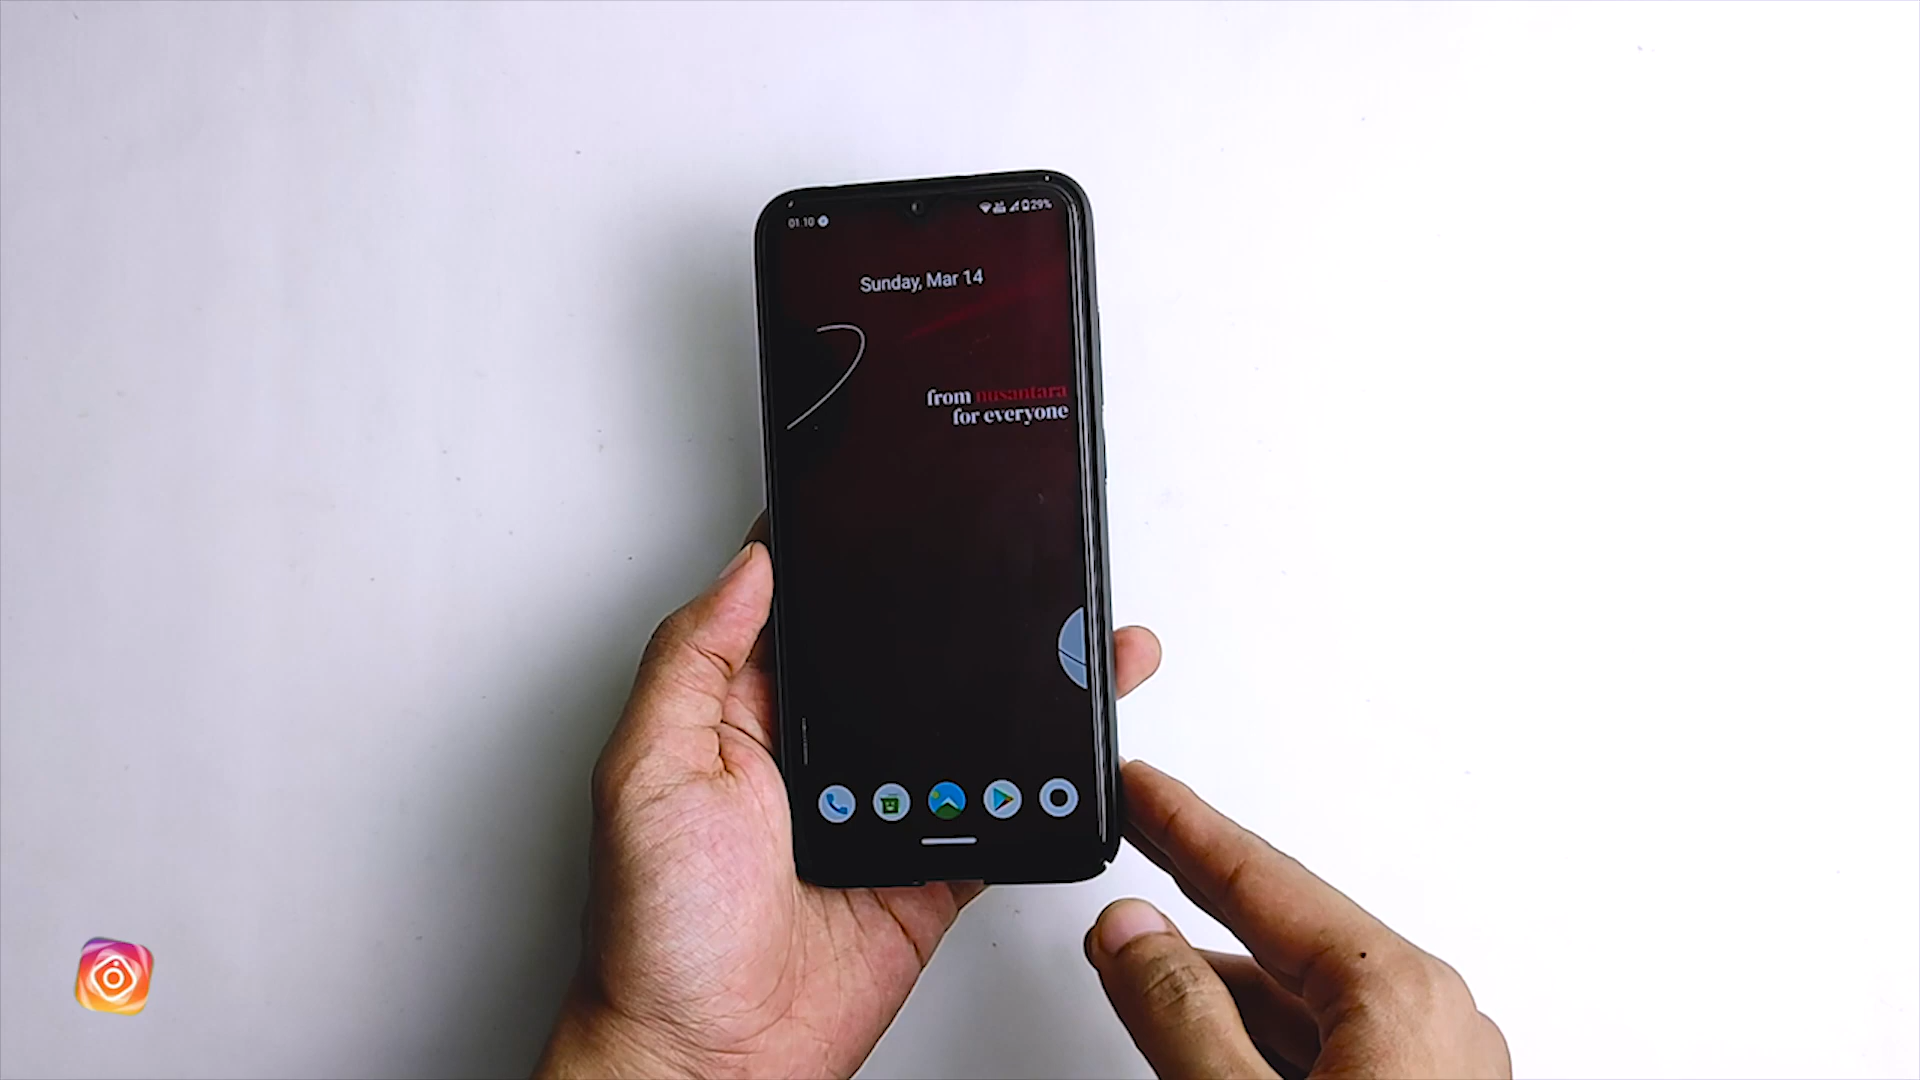 01.10
29%
Sunday, Mar 14
from nusantara
for everyone